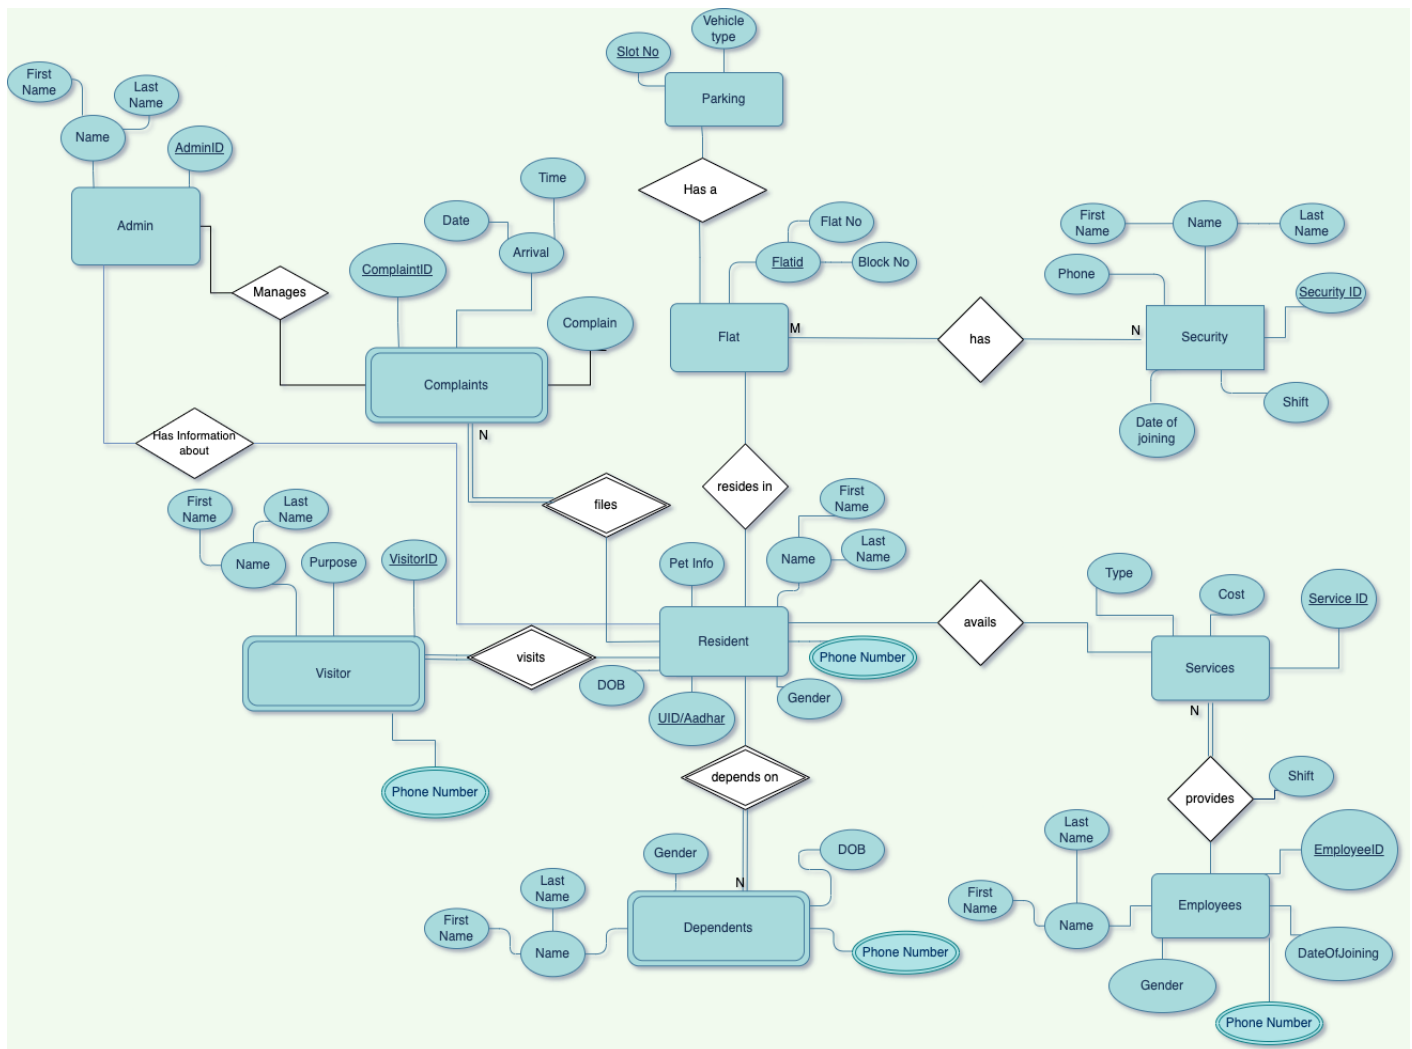 Vehicle
type
Slot No
Parking
First
Name
Last
Name
Name
AdminID
Admin
Has a
Time
Date
Arrival
ComplaintID
Manages
Complain
Complaints
N
Flat No
Flatid
Block No
Flat
M
has
N
First
Name
Name
Last
Name
Phone
Security ID
Security
Shift
Date of
joining
Has Information
about
files
resides in
First
Name
Last
Name
Name
Purpose
VisitorID
Visitor
Phone Number
visits
Pet Info
First
Name
Name
Last
Name
Resident
Phone Number
DOB
UID/Aadhar
Gender
avails
Type
Cost
Service ID
Services
N
depends on
N
Gender
DOB
Last
Name
First
Name
Name
Dependents
Phone Number
provides
Shift
Last
Name
First
Name
Name
EmployeeID
Employees
DateOfJoining
Gender
Phone Number